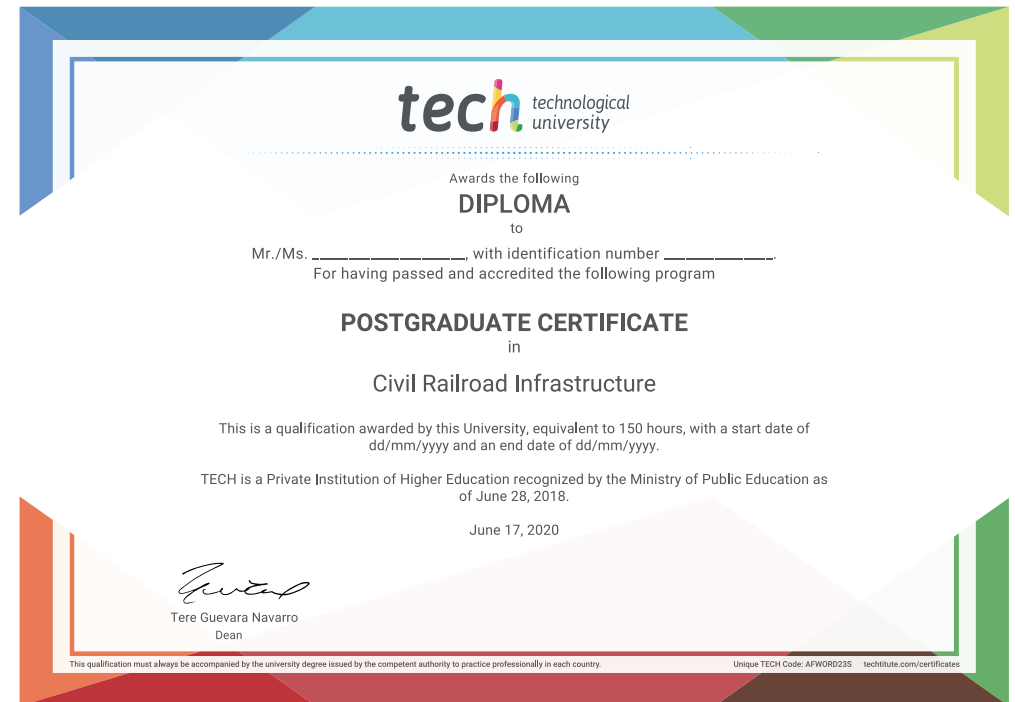 tech technological
university
Awards the following
DIPLOMA
to
Mr./Ms. ____________________, with identification number ______________.
For having passed and accredited the following program
POSTGRADUATE CERTIFICATE
in
Civil Railroad Infrastructure
This is a qualification awarded by this University, equivalent to 150 hours, with a start date of
dd/mm/yyyy and an end date of dd/mm/yyyy.
TECH is a Private Institution of Higher Education recognized by the Ministry of Public Education as
of June 28, 2018.
June 17, 2020
Tere Guevara Navarro
Dean
This qualification must always be accompanied by the university degree issued by the competent authority to practice professionally in each country. Unique TECH Code: AFWORD23S techtitute.com/certificates